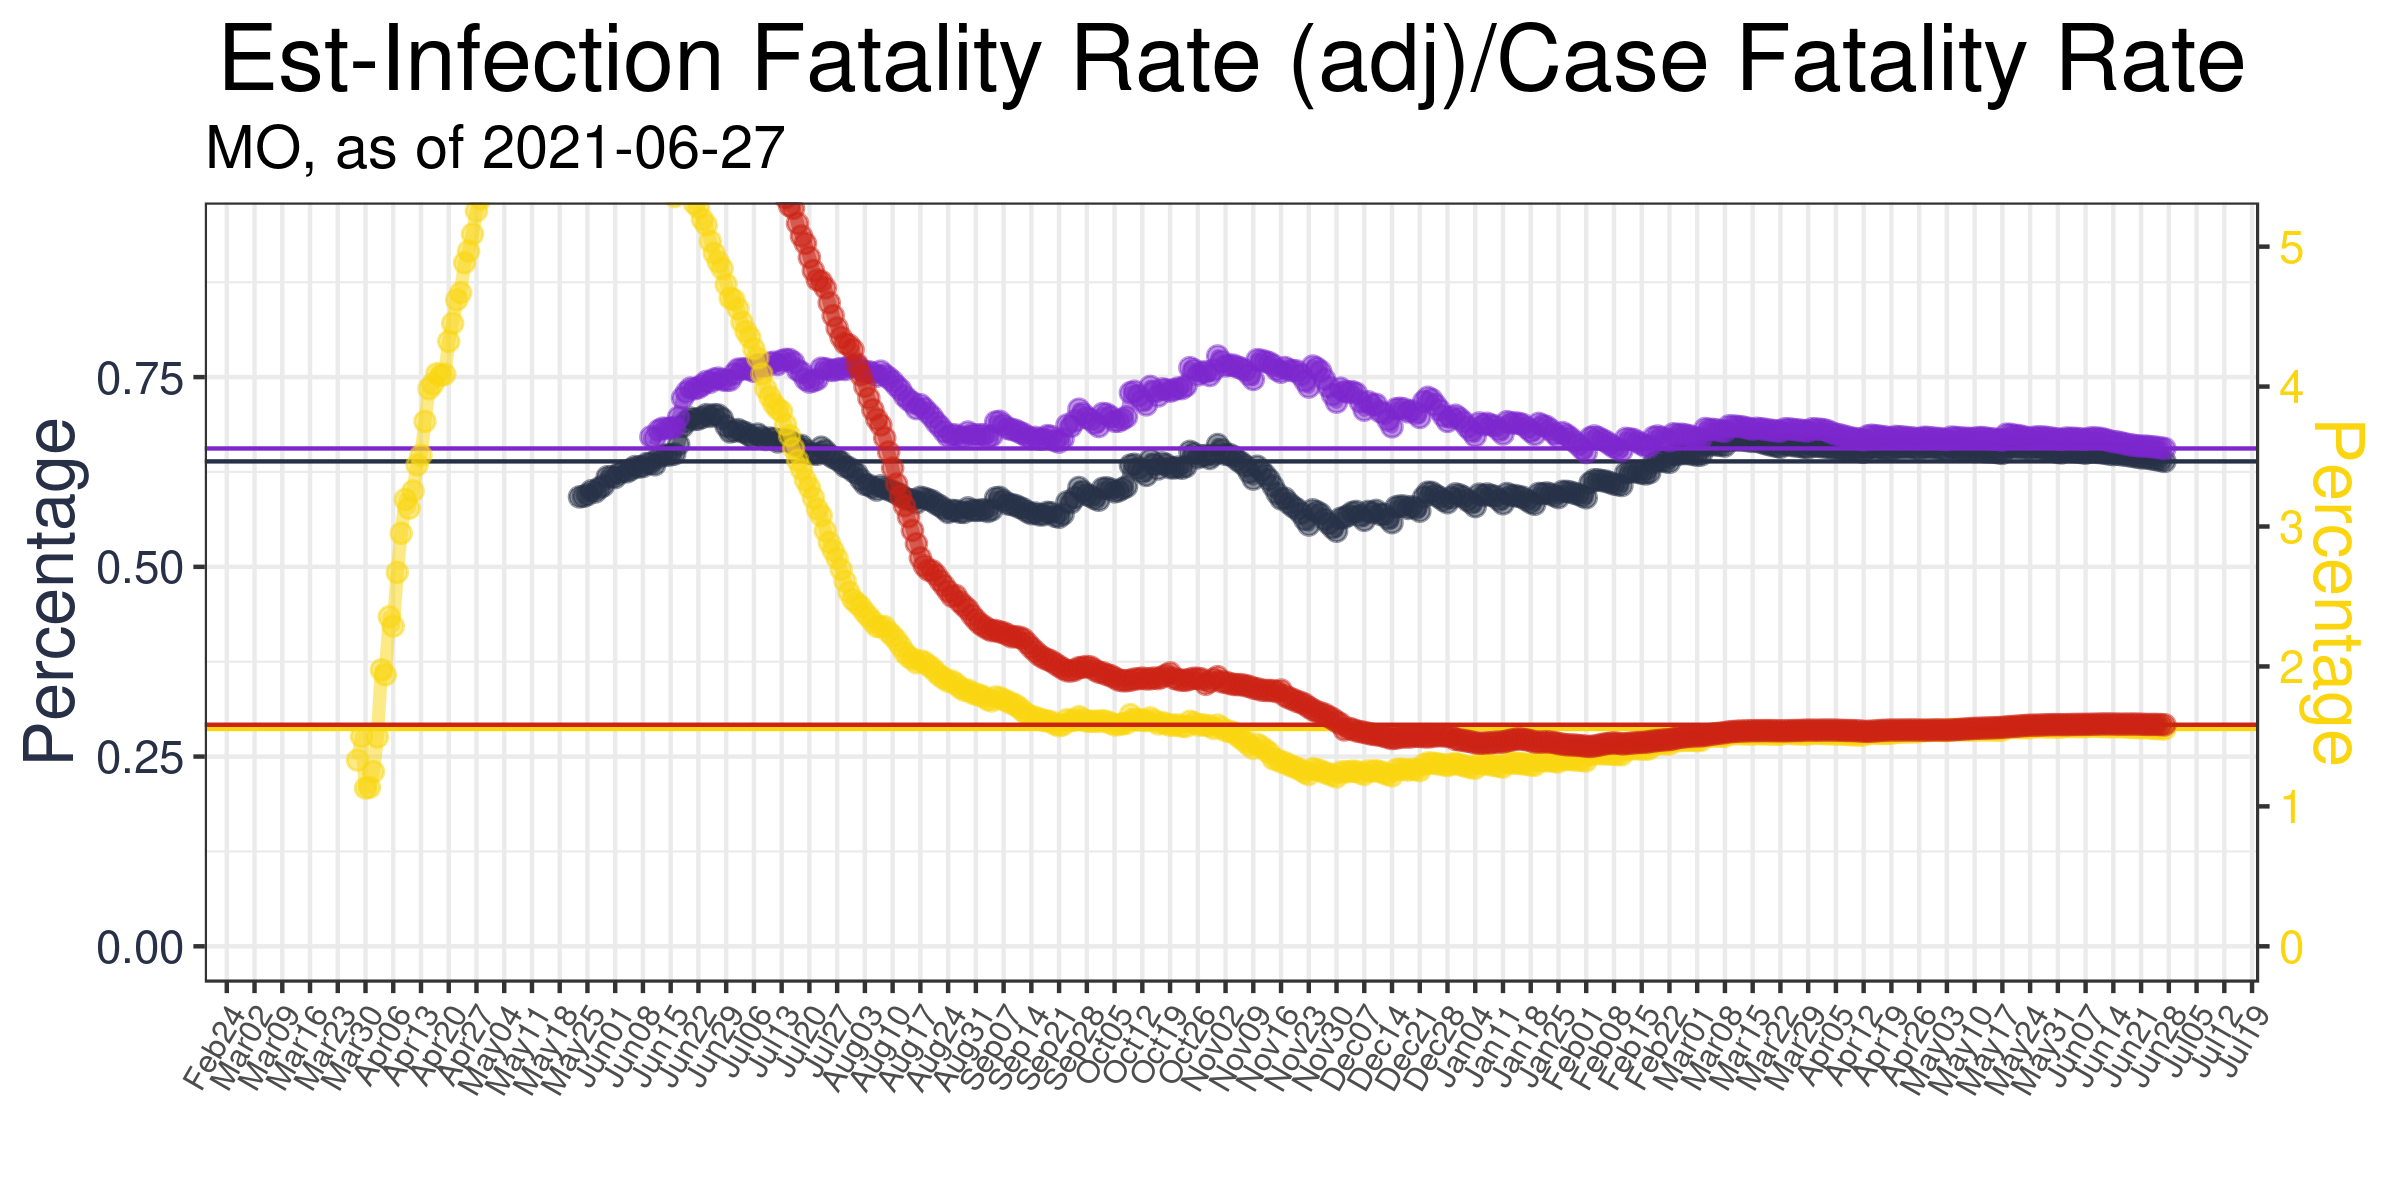 Est-Infection Fatality Rate (adj)/Case Fatality Rate
MO, as of 2021-06-27
Percentage
0.75
0.50
0.25
0.00
5
4
3
2
1
0
Percentage
Feb24
Mar02
Mar09
Mar16
Mar23
Mar30
Apr06
Apr13
Apr20
Apr27
May04
May11
May18
May25
Jun01
Jun08
Jun15
Jun22
Jun29
Jul06
Jul13
Jul20
Jul27
Aug03
Aug10
Aug17
Aug24
Aug31
Sep07
Sep14
Sep21
Sep28
Oct05
Oct12
Oct19
Oct26
Nov02
Nov09
Nov16
Nov23
Nov30
Dec07
Dec14
Dec21
Dec28
Jan04
Jan11
Jan18
Jan25
Feb01
Feb08
Feb15
Feb22
Mar01
Mar08
Mar15
Mar22
Mar29
Apr05
Apr12
Apr19
Apr26
May03
May10
May17
May24
May31
Jun07
Jun14
Jun21
Jun28
Jul05
Jul12
Jul19